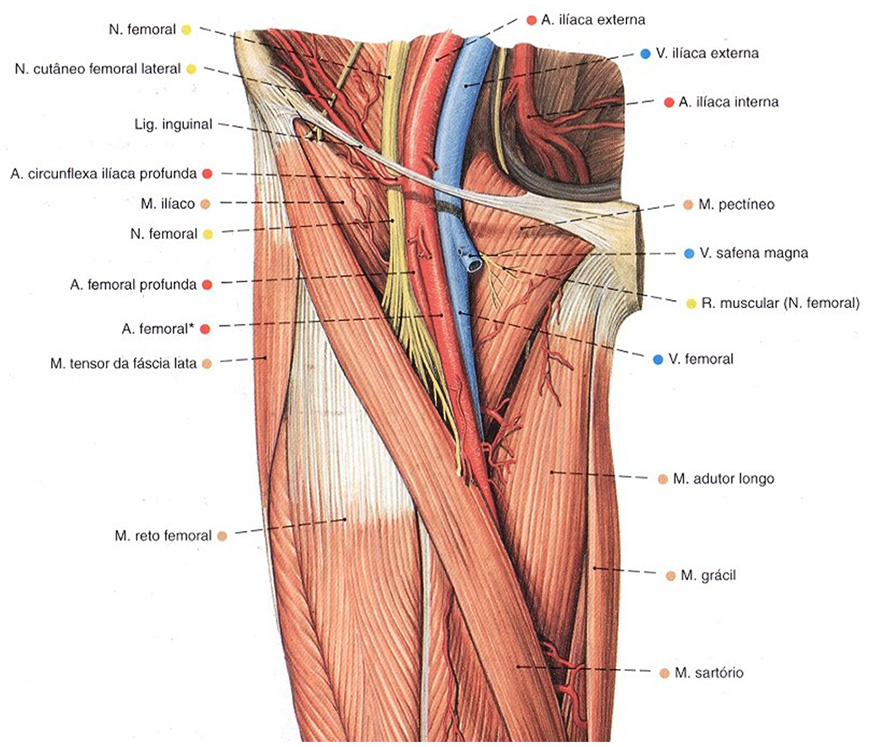 N. femoral
N. cutâneo femoral lateral
Lig. inguinal
A. circunflexa ilíaca profunda
M. ilíaco
N. femoral
A. femoral profunda
A. femoral*
M. tensor da fáscia lata
M. reto femoral
A. ilíaca externa
V. ilíaca externa
A. ilíaca interna
M. pectíneo
V. safena magna
R. muscular (N. femoral)
V. femoral
M. adutor longo
M. grácil
M. sartório